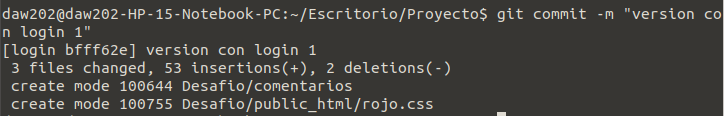 daw202@daw202-HP-15-Notebook-PC:~/Escritorio/Proyecto$ git commit -m "version co
n login 1"
[login bfff62e] version con login 1
 3 files changed, 53 insertions(+), 2 deletions(-)
 create mode 100644 Desafio/comentarios
 create mode 100755 Desafio/public_html/rojo.css